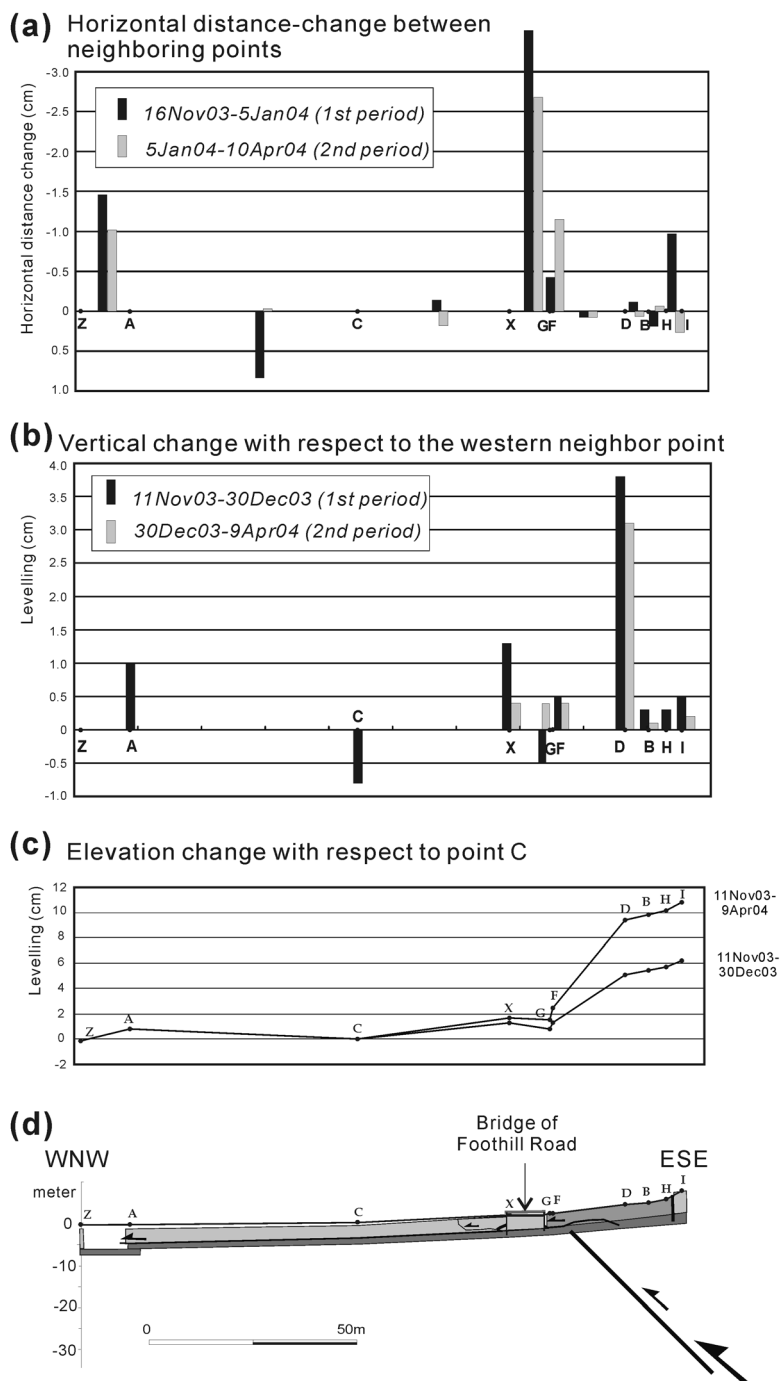 (a) Horizontal distance-change between
neighboring points
Horizontal distance change (cm)
-3.0
-2.5
-2.0
-1.5
-1.0
-0.5
0
0.5
1.0
16Nov03-5Jan04 (1st period)
5Jan04-10Apr04 (2nd period)
Z A C X GF D B H I
(b) Vertical change with respect to the western neighbor point
Levelling (cm)
4.0
3.5
3.0
2.5
2.0
1.5
1.0
0.5
0
-0.5
-1.0
11Nov03-30Dec03 (1st period)
30Dec03-9Apr04 (2nd period)
Z A C X GF D B H I
(c) Elevation change with respect to point C
Levelling (cm)
12
10
8
6
4
2
0
-2
Z A C X G F D B H I
11Nov03-
9Apr04
11Nov03-
30Dec03
(d)
Bridge of
Foothill Road
WNW ESE
meter
0
-10
-20
-30
Z A C X G F D B H I
0 50m